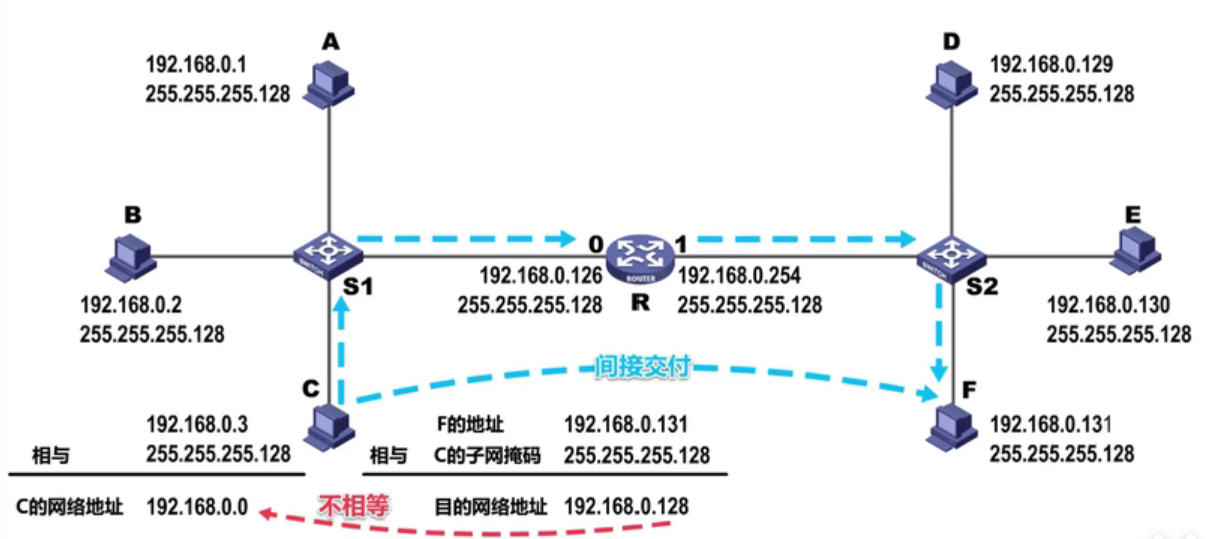 A
192.168.0.1
255.255.255.128
D
192.168.0.129
255.255.255.128
B
192.168.0.2
255.255.255.128
SWITCH
S1
0
1
192.168.0.126
255.255.255.128
ROUTER
R
192.168.0.254
255.255.255.128
SWITCH
S2
E
192.168.0.130
255.255.255.128
间接交付
C
192.168.0.3
相与 255.255.255.128
C的网络地址 192.168.0.0
F的地址 192.168.0.131
相与 C的子网掩码 255.255.255.128
不相等
目的网络地址 192.168.0.128
F
192.168.0.131
255.255.255.128